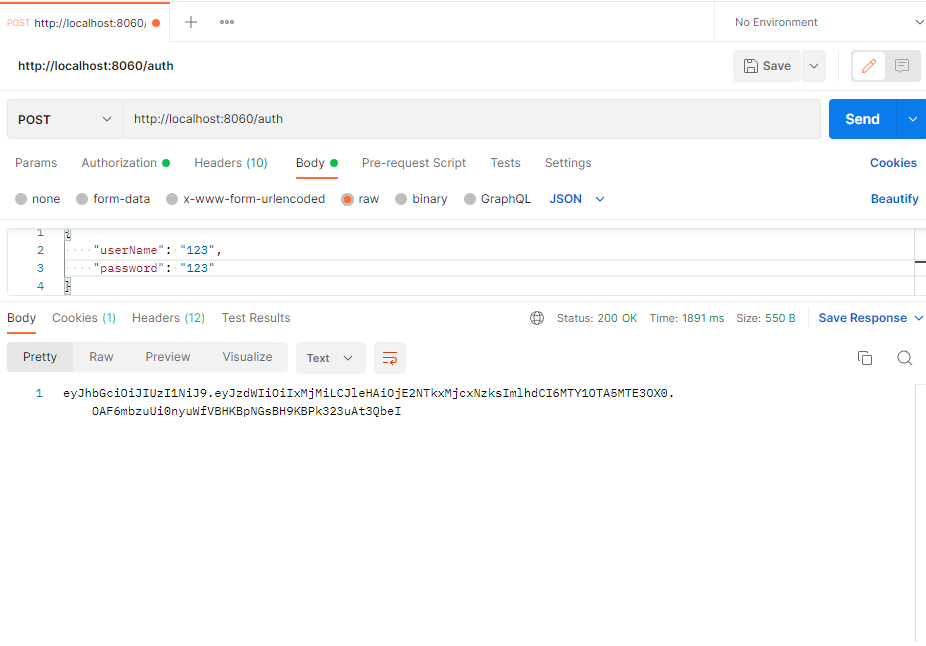 POST http://localhost:8060/
No Environment
http://localhost:8060/auth
Save
POST http://localhost:8060/auth Send
Params Authorization Headers (10) Body Pre-request Script Tests Settings Cookies
none form-data x-www-form-urlencoded raw binary GraphQL JSON Beautify
1 {
2 ····"userName":·"123",
3 ····"password":·"123"
4 }
Body Cookies (1) Headers (12) Test Results Status: 200 OK Time: 1891 ms Size: 550 B Save Response
Pretty Raw Preview Visualize Text
1 eyJhbGciOiJIUzI1NiJ9.eyJzdWIiOiIxMjMiLCJleHAiOjE2NTkxMjcxNzksImlhdCI6MTY1OTA5MTE3OX0.
OAF6mbzuUi0nyuWfVBHKBpNGsBH9KBPk323uAt3QbeI